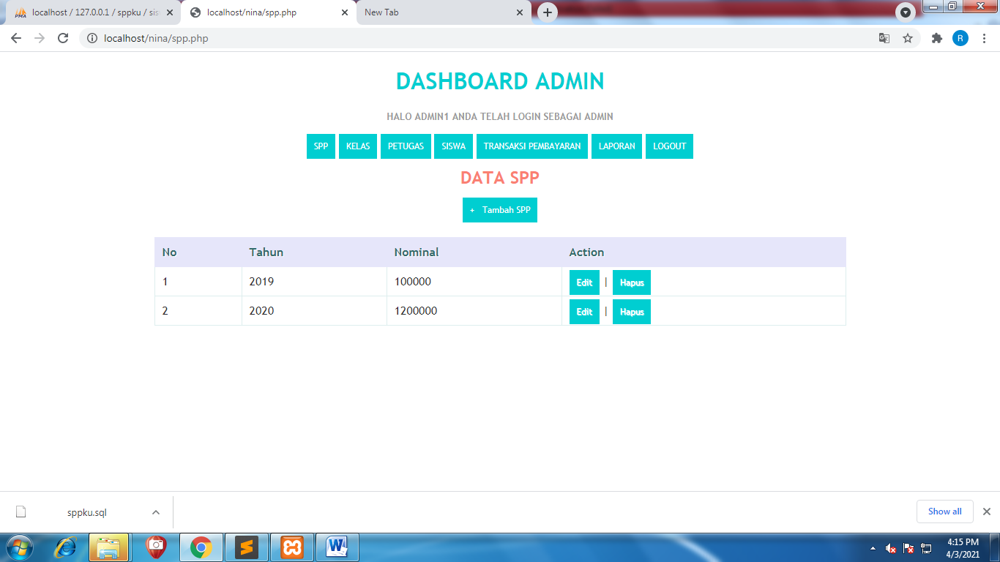 localhost / 127.0.0.1 / sppku / sis
localhost/nina/spp.php
New Tab
localhost/nina/spp.php
R
DASHBOARD ADMIN
HALO ADMIN1 ANDA TELAH LOGIN SEBAGAI ADMIN
SPP KELAS PETUGAS SISWA TRANSAKSI PEMBAYARAN LAPORAN LOGOUT
DATA SPP
+ Tambah SPP
No Tahun Nominal Action
1 2019 100000 Edit | Hapus
2 2020 1200000 Edit | Hapus
sppku.sql
Show all
4:15 PM
4/3/2021